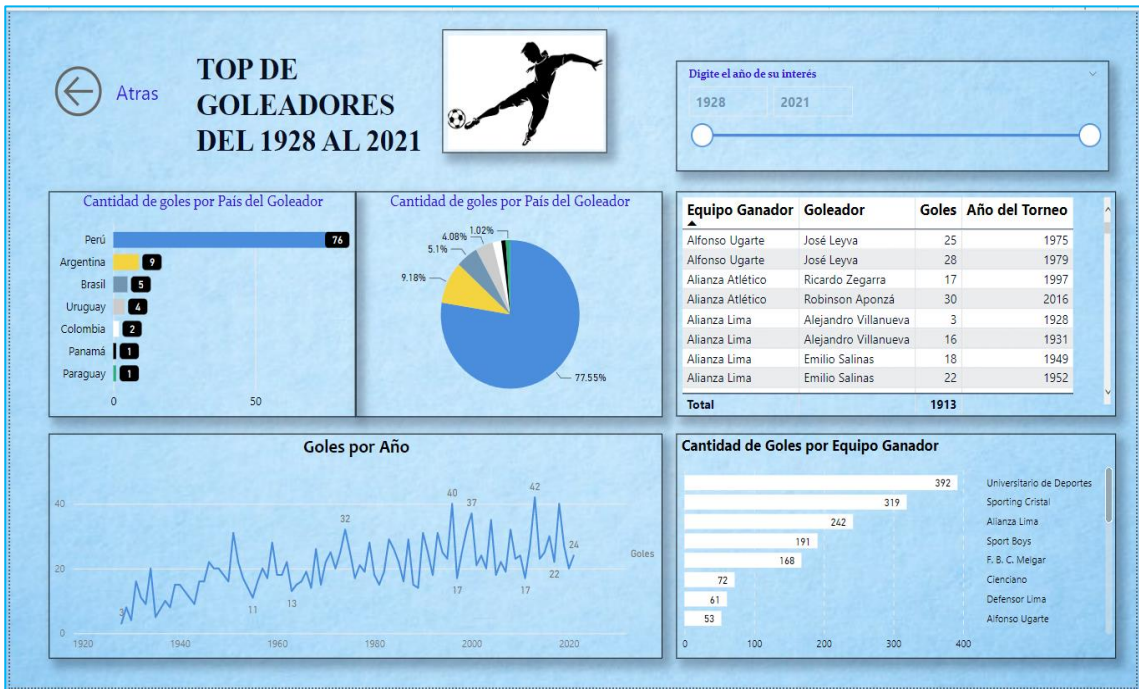 Atras
TOP DE
GOLEADORES
DEL 1928 AL 2021
Digite el año de su interés
1928 2021
Cantidad de goles por País del Goleador
Perú 76
Argentina 9
Brasil 5
Uruguay 4
Colombia 2
Panamá 1
Paraguay 1
0 50
Cantidad de goles por País del Goleador
1.02%
4.08%
5.1%
9.18%
77.55%
Equipo Ganador Goleador Goles Año del Torneo
Alfonso Ugarte José Leyva 25 1975
Alfonso Ugarte José Leyva 28 1979
Alianza Atlético Ricardo Zegarra 17 1997
Alianza Atlético Robinson Aponzá 30 2016
Alianza Lima Alejandro Villanueva 3 1928
Alianza Lima Alejandro Villanueva 16 1931
Alianza Lima Emilio Salinas 18 1949
Alianza Lima Emilio Salinas 22 1952
Total 1913
Goles por Año
42
40
37
40
32
24
Goles
22
20
17
17
13
11
3
0
1920 1940 1960 1980 2000 2020
Cantidad de Goles por Equipo Ganador
392 Universitario de Deportes
319 Sporting Cristal
242 Alianza Lima
191 Sport Boys
168 F. B. C. Melgar
72 Cienciano
61 Defensor Lima
53 Alfonso Ugarte
0 100 200 300 400